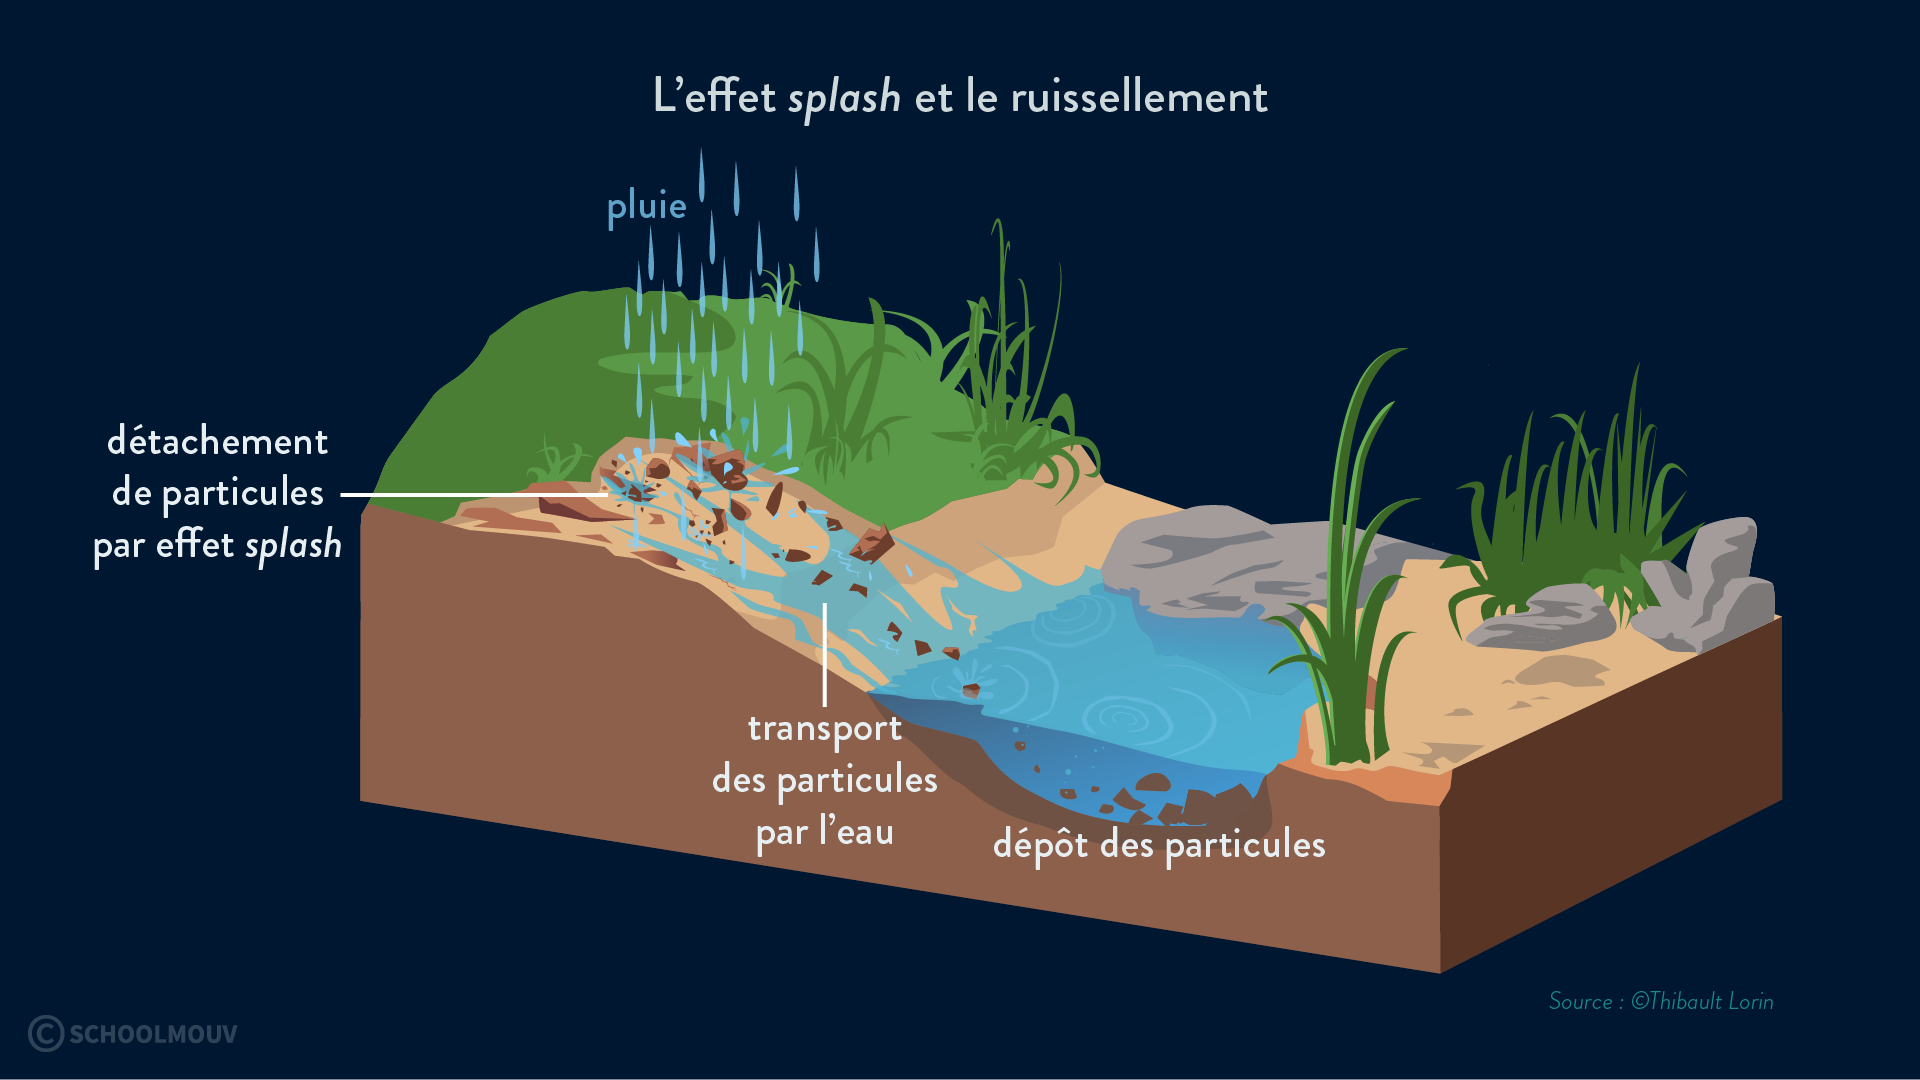 L'effet splash et le ruissellement
pluie
détachement
de particules
par effet splash
transport
des particules
par l'eau
dépôt des particules
Source : ©Thibault Lorin
© SCHOOLMOUV